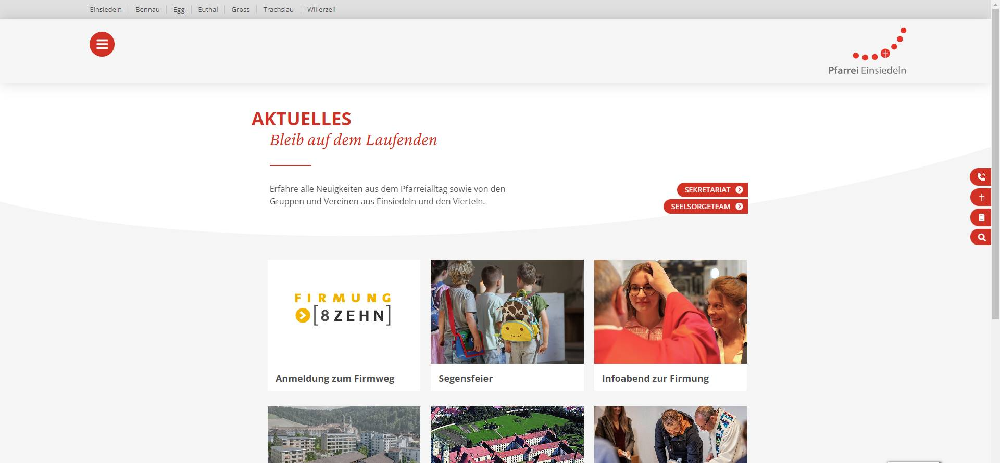 Einsiedeln Bennau Egg Euthal Gross Trachslau Willerzell
Pfarrei Einsiedeln
AKTUELLES
Bleib auf dem Laufenden
Erfahre alle Neuigkeiten aus dem Pfarreialltag sowie von den
Gruppen und Vereinen aus Einsiedeln und den Vierteln.
SEKRETARIAT
SEELSORGETEAM
FIRMUNG
[8ZEHN]
Anmeldung zum Firmweg
Segensfeier
Infoabend zur Firmung